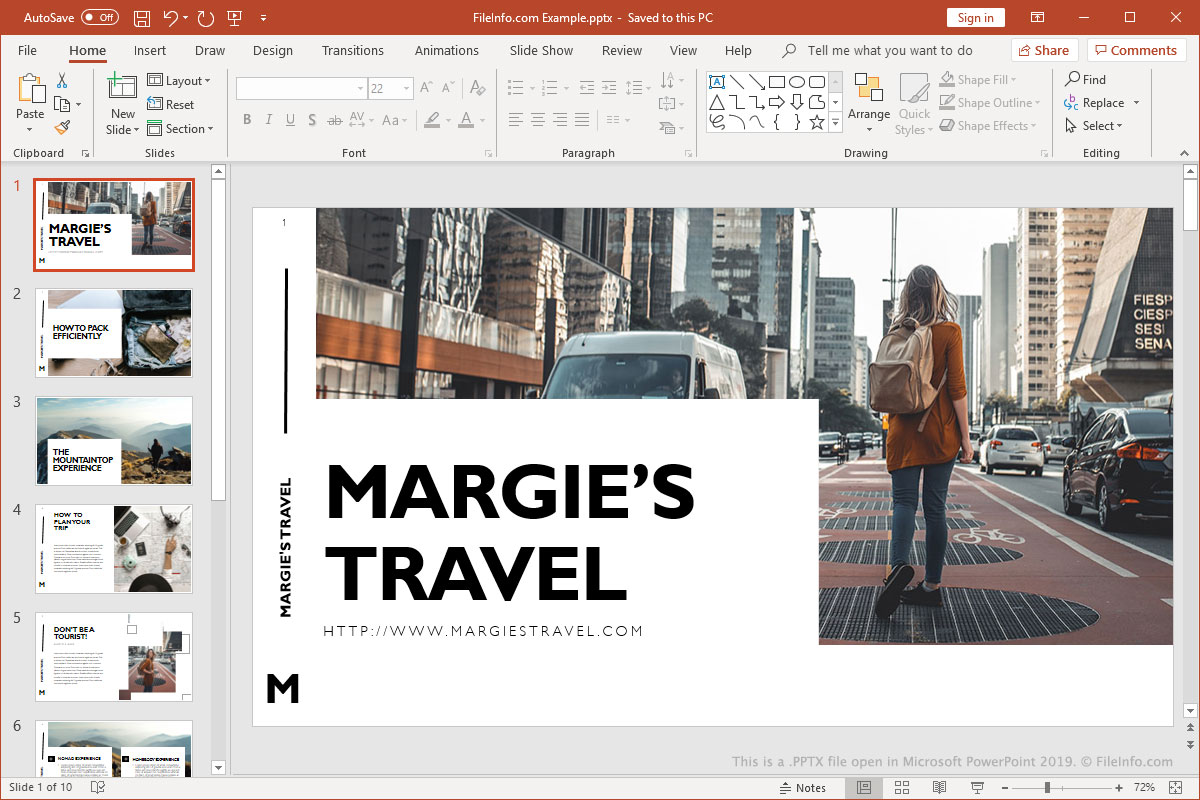 AutoSave Off FileInfo.com Example.pptx - Saved to this PC Sign in
File Home Insert Draw Design Transitions Animations Slide Show Review View Help Tell me what you want to do Share Comments
Paste New Slide Layout Reset Section 22 Arrange Quick Styles Shape Fill Shape Outline Shape Effects Find Replace Select
B I U S ab AV Aa A
Clipboard Slides Font Paragraph Drawing Editing
1
MARGIE'S
TRAVEL
M
2
HOW TO PACK
EFFICIENTLY
M
3
THE
MOUNTAINTOP
EXPERIENCE
4
HOW TO
PLAN YOUR
TRIP
M
5
DON'T BE A
TOURIST!
M
6
NOMAD EXPERIENCE HOMEBODY EXPERIENCE
1
FIESP
CIESP
SESI
SENA
MARGIE’S
TRAVEL
HTTP://WWW.MARGIESTRAVEL.COM
MARGIE'S TRAVEL
M
This is a .PPTX file open in Microsoft PowerPoint 2019. © FileInfo.com
Slide 1 of 10 Notes 72%